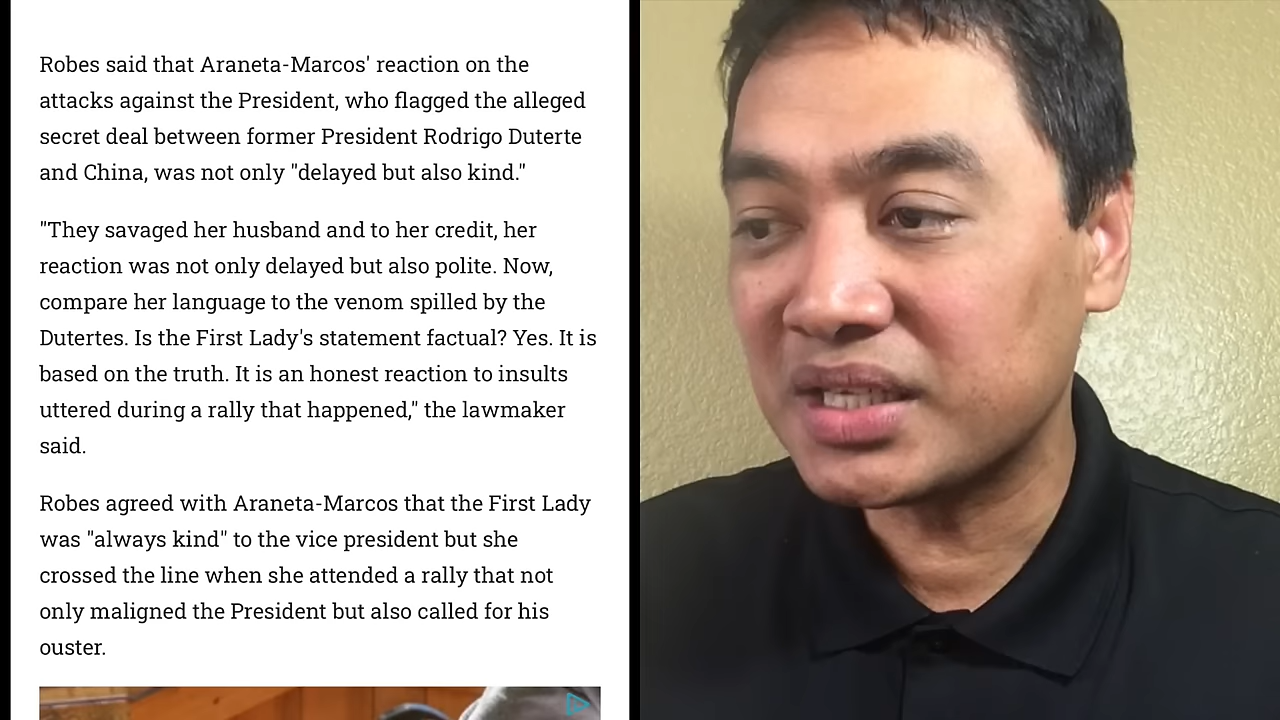 Robes said that Araneta-Marcos' reaction on the
attacks against the President, who flagged the alleged
secret deal between former President Rodrigo Duterte
and China, was not only "delayed but also kind."
"They savaged her husband and to her credit, her
reaction was not only delayed but also polite. Now,
compare her language to the venom spilled by the
Dutertes. Is the First Lady's statement factual? Yes. It is
based on the truth. It is an honest reaction to insults
uttered during a rally that happened," the lawmaker
said.
Robes agreed with Araneta-Marcos that the First Lady
was "always kind" to the vice president but she
crossed the line when she attended a rally that not
only maligned the President but also called for his
ouster.